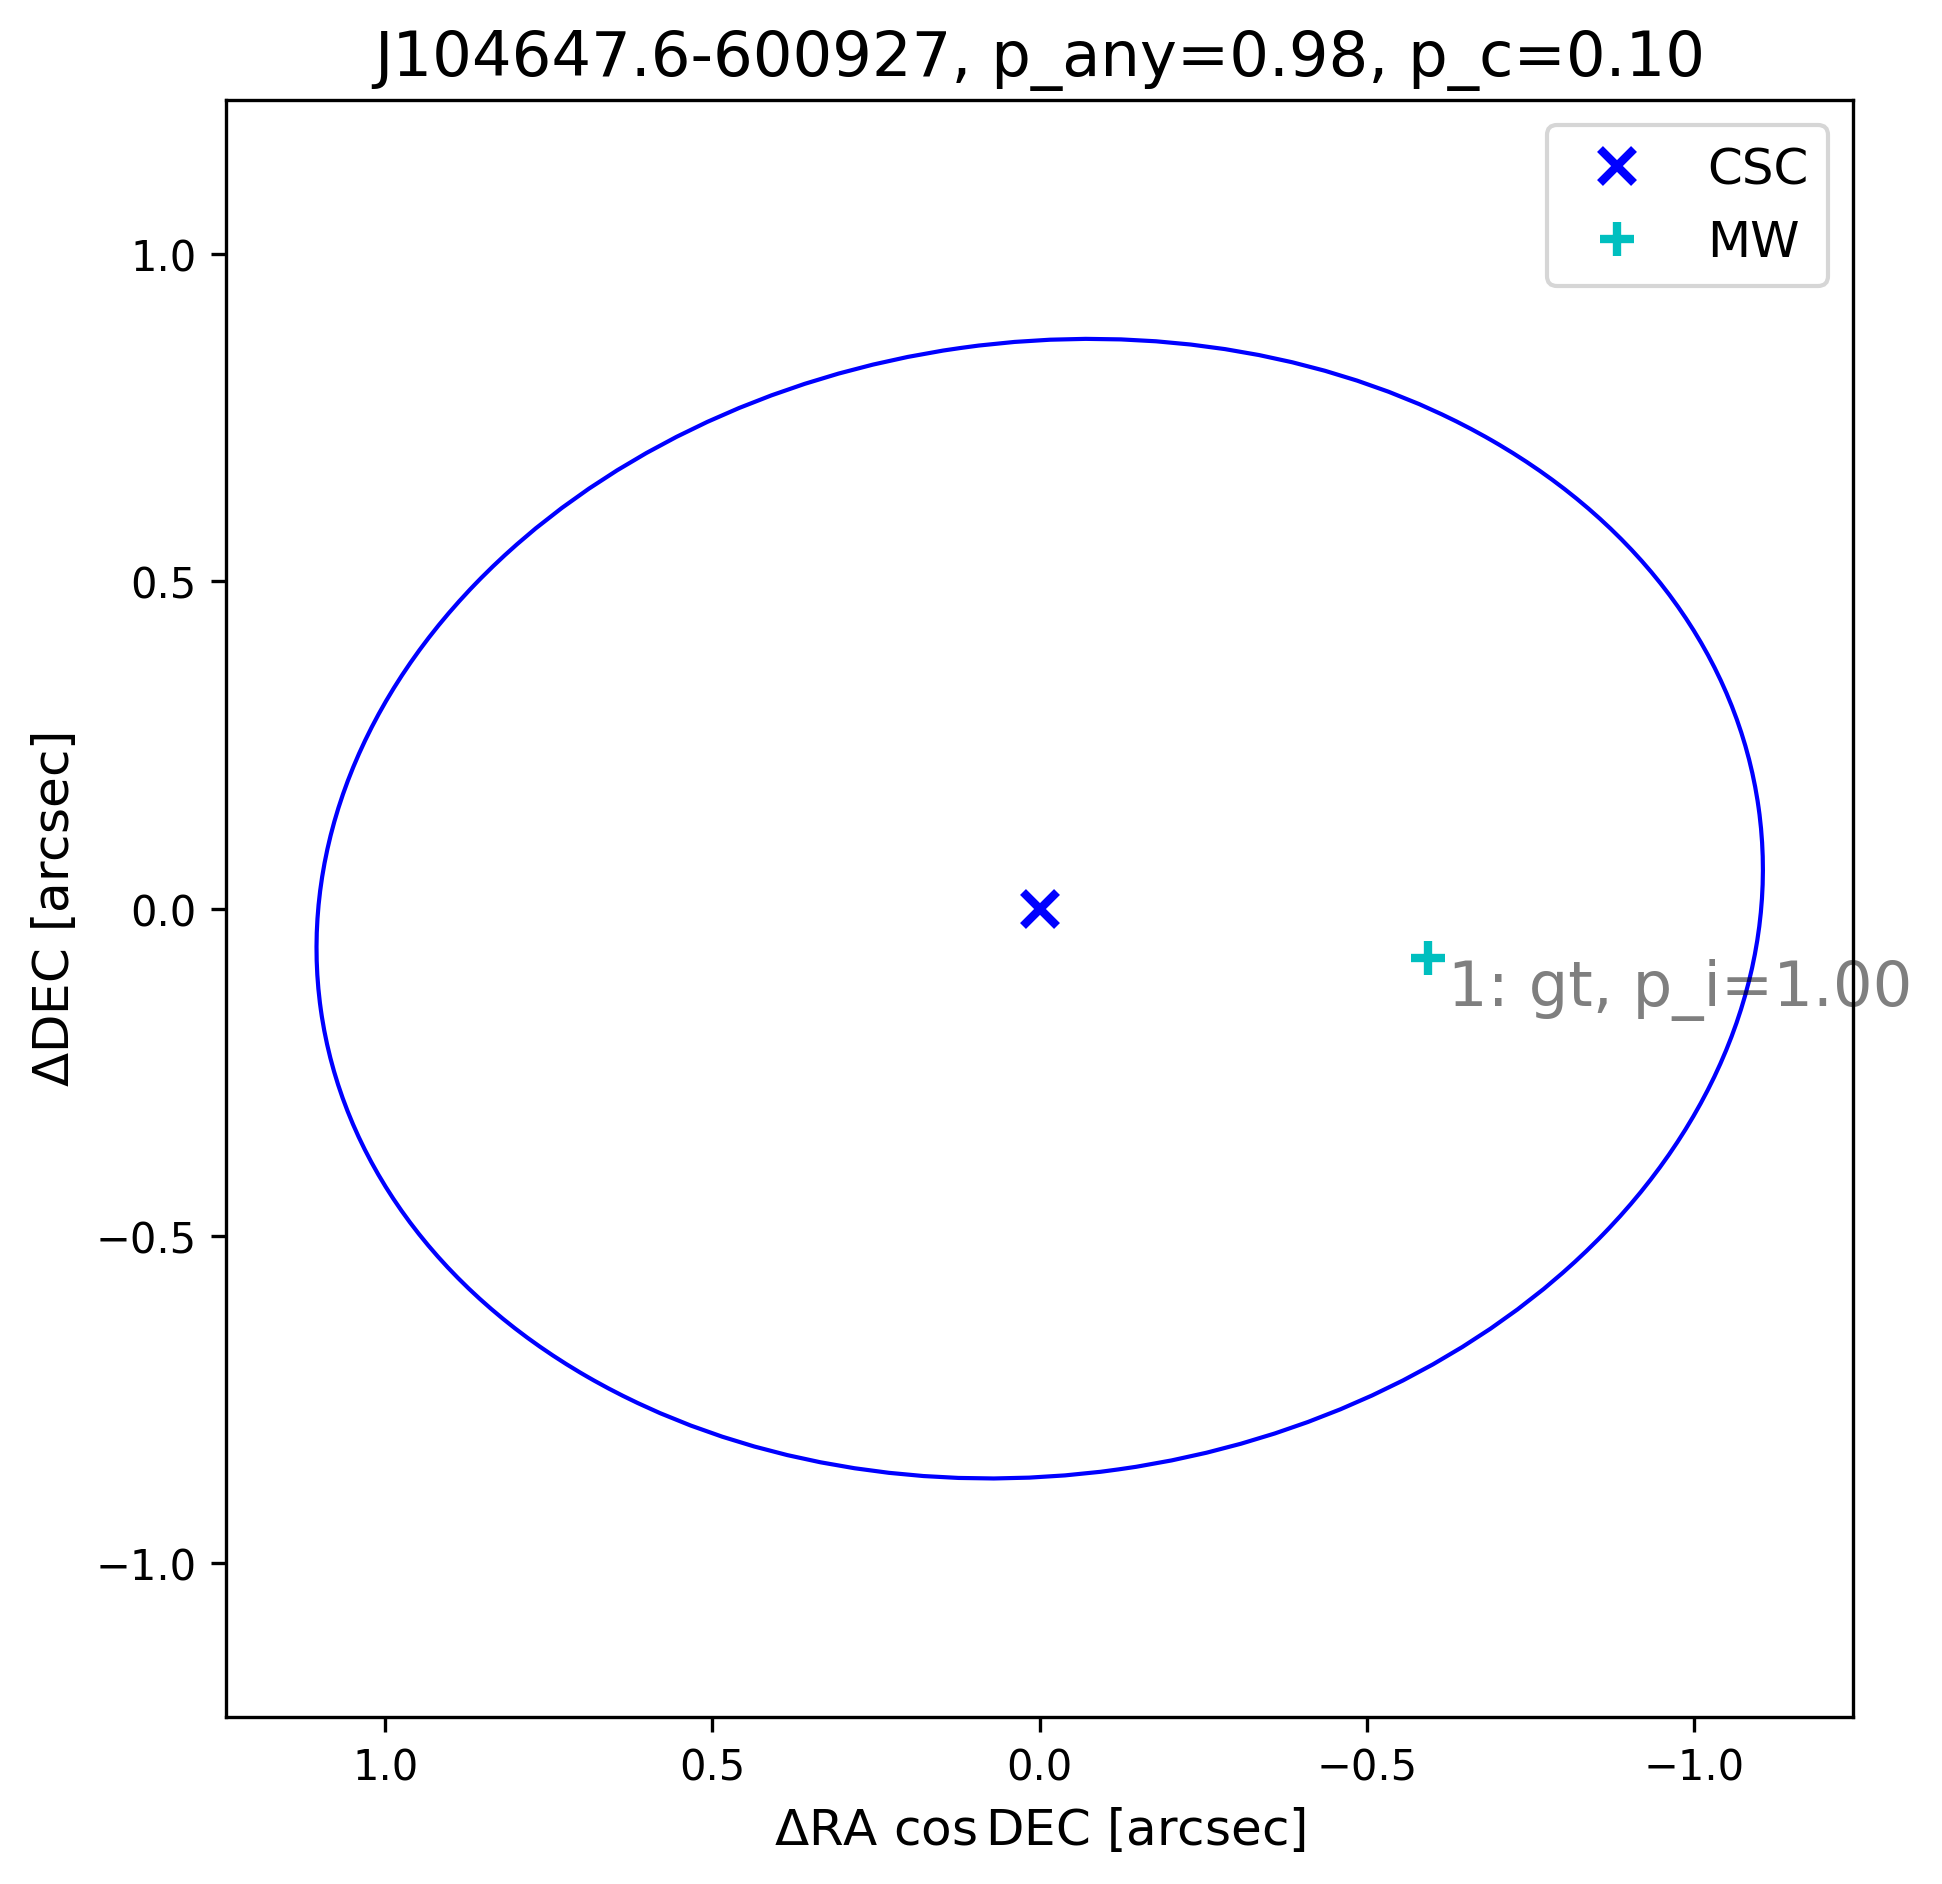 J104647.6-600927, p_any=0.98, p_c=0.10
CSC
MW
1.0
0.5
0.0
−0.5
−1.0
ΔDEC [arcsec]
1: gt, p_i=1.00
1.0
0.5
0.0
−0.5
−1.0
ΔRA cos DEC [arcsec]